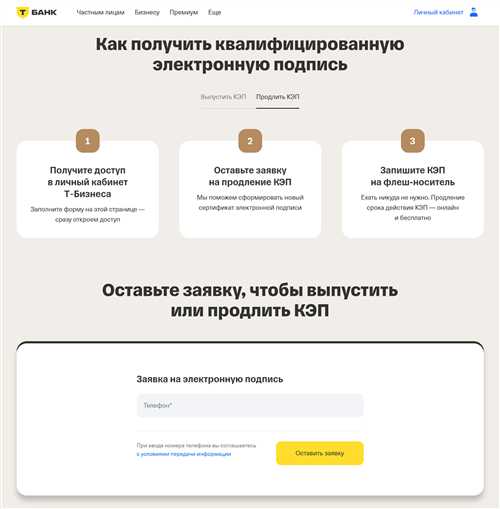 Т БАНК
Частным лицам Бизнесу Премиум Еще
Личный кабинет
Как получить квалифицированную
электронную подпись
Выпустить КЭП Продлить КЭП
1
Получите доступ
в личный кабинет
Т-Бизнеса
Заполните форму на этой странице —
сразу откроем доступ
2
Оставьте заявку
на продление КЭП
Мы поможем сформировать новый
сертификат электронной подписи
3
Запишите КЭП
на флеш-носитель
Ехать никуда не нужно. Продление
срока действия КЭП — онлайн
и бесплатно
Оставьте заявку, чтобы выпустить
или продлить КЭП
Заявка на электронную подпись
Телефон*
При вводе номера телефона вы соглашаетесь
с условиями передачи информации
Оставить заявку